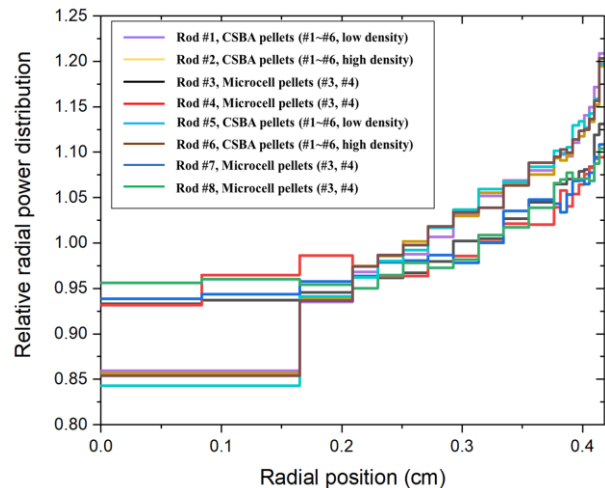 1.25
1.20
1.15
1.10
1.05
1.00
0.95
0.90
0.85
0.80
Relative radial power distribution
Rod #1, CSBA pellets (#1~#6, low density)
Rod #2, CSBA pellets (#1~#6, high density)
Rod #3, Microcell pellets (#3, #4)
Rod #4, Microcell pellets (#3, #4)
Rod #5, CSBA pellets (#1~#6, low density)
Rod #6, CSBA pellets (#1~#6, high density)
Rod #7, Microcell pellets (#3, #4)
Rod #8, Microcell pellets (#3, #4)
0.0 0.1 0.2 0.3 0.4
Radial position (cm)